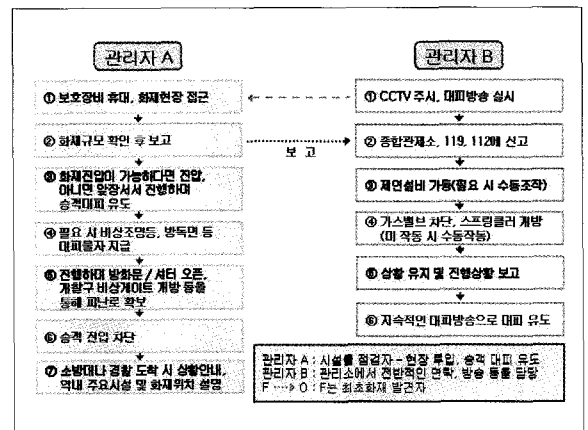 관리자 A
① 보호장비 휴대, 화재현장 접근
② 화재규모 확인 후 보고
③ 화재진압이 가능하다면 진압,
아니면 앞장서서 진행하며
승객대피 유도
④ 필요 시 비상조명등, 방독면 등
대피물자 지급
⑤ 진행하며 방화문 / 셔터 오픈,
개찰구 비상게이트 개방 등을
통해 피난로 확보
⑥ 승객 진입 차단
⑦ 소방대나 경찰 도착 시 상황안내,
역내 주요시설 및 화재위치 설명
보 고
관리자 B
① CCTV 주시, 대피방송 실시
② 종합관제소, 119, 112에 신고
③ 제연설비 가동(필요 시 수동조작)
④ 가스밸브 차단, 스프링클러 개방
(미 작동 시 수동작동)
⑤ 상황 유지 및 진행상황 보고
⑥ 지속적인 대피방송으로 대피 유도
관리자 A : 시설물 점검자 - 현장 투입, 승객 대피 유도
관리자 B : 관리소에서 전반적인 연락, 방송 등을 담당
F ···> O : F는 최초화재 발견자